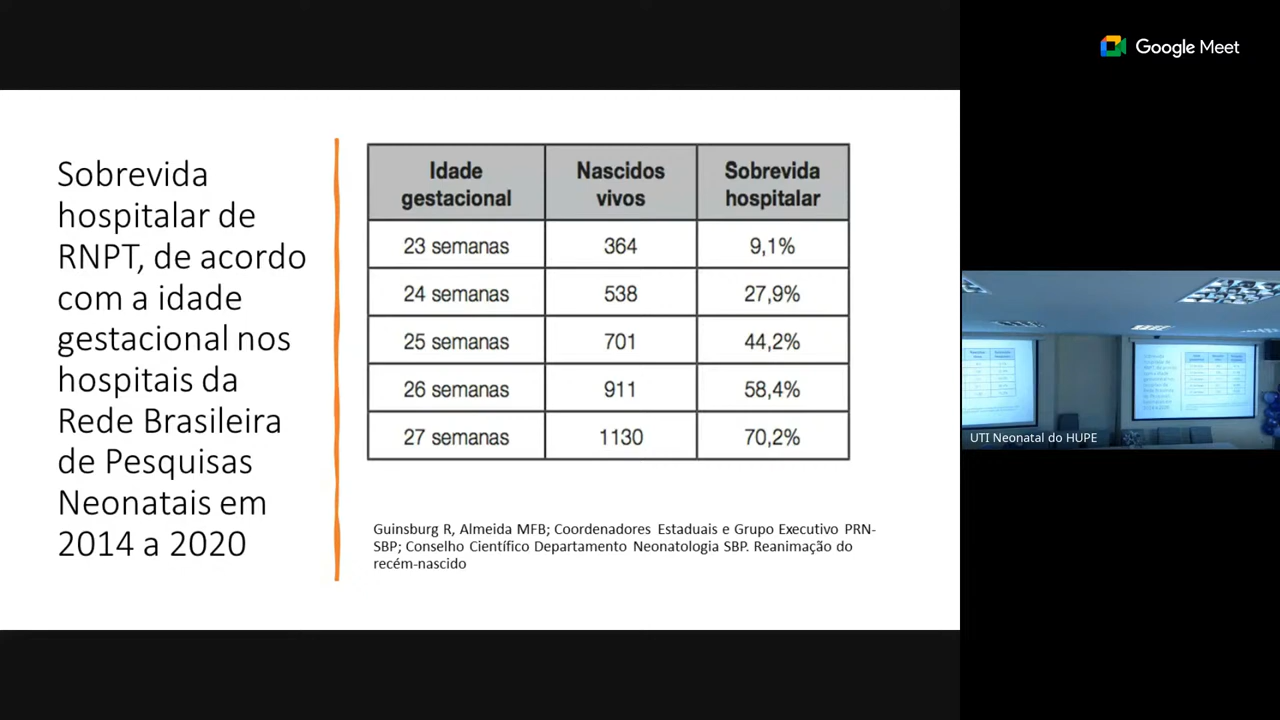 Google Meet
Sobrevida
hospitalar de
RNPT, de acordo
com a idade
gestacional nos
hospitais da
Rede Brasileira
de Pesquisas
Neonatais em
2014 a 2020
Idade gestacional Nascidos vivos Sobrevida hospitalar
23 semanas 364 9,1%
24 semanas 538 27,9%
25 semanas 701 44,2%
26 semanas 911 58,4%
27 semanas 1130 70,2%
Guinsburg R, Almeida MFB; Coordenadores Estaduais e Grupo Executivo PRN-
SBP; Conselho Científico Departamento Neonatologia SBP. Reanimação do
recém-nascido
UTI Neonatal do HUPE